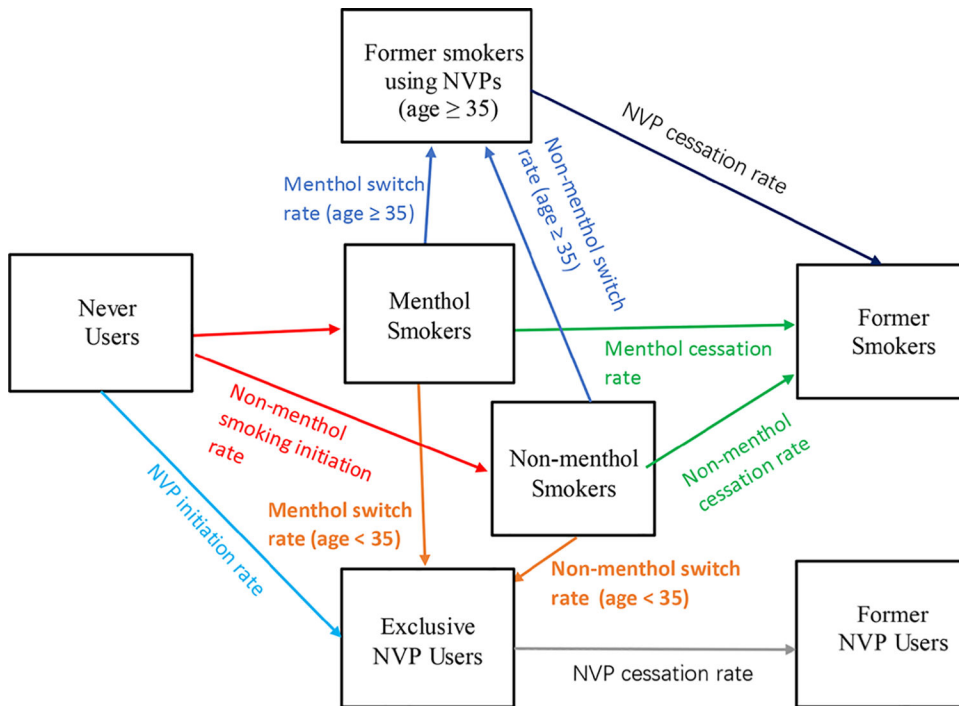 Former smokers
using NVPs
(age ≥ 35)
NVP cessation rate
Non-menthol switch
rate (age ≥ 35)
Menthol switch
rate (age ≥ 35)
Never
Users
Menthol
Smokers
Former
Smokers
Menthol cessation
rate
Non-menthol
smoking initiation
rate
Non-menthol
cessation rate
Non-menthol
Smokers
NVP initiation rate
Menthol switch
rate (age < 35)
Non-menthol switch
rate (age < 35)
Exclusive
NVP Users
NVP cessation rate
Former
NVP Users